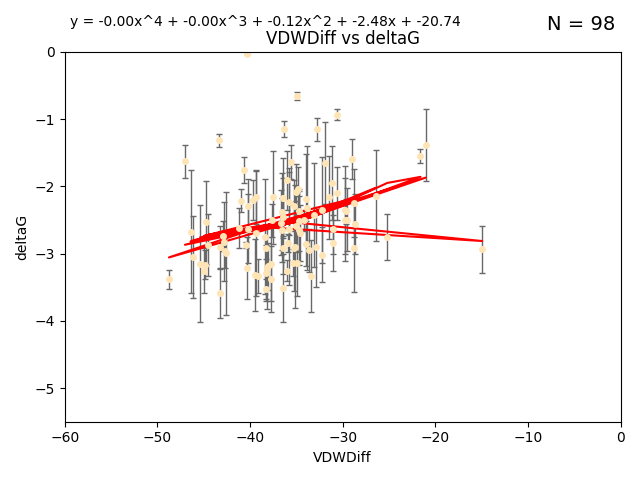 y = -0.00x^4 + -0.00x^3 + -0.12x^2 + -2.48x + -20.74
N = 98
VDWDiff vs deltaG
0
−1
−2
−3
−4
−5
deltaG
−60
−50
−40
−30
−20
−10
0
VDWDiff